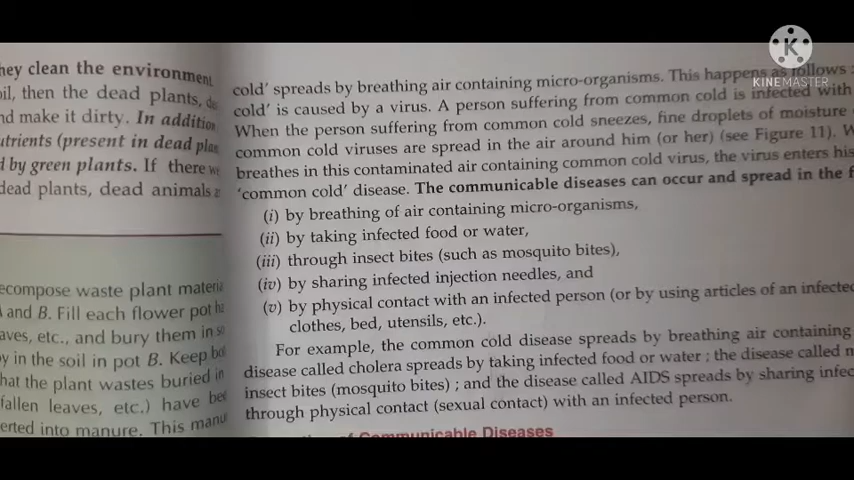 hey clean the environment
oil, then the dead plants,
nd make it dirty. In addition
utrients (present in dead
d by green plants. If there
dead plants, dead animals
ecompose waste plant
A and B. Fill each flower pot
aves, etc., and bury them in
y in the soil in pot B. Keep
hat the plant wastes buried in
fallen leaves, etc.) have
erted into manure. This
cold' spreads by breathing air containing micro-organisms. This happens as follows :
cold' is caused by a virus. A person suffering from common cold is infected with
When the person suffering from common cold sneezes, fine droplets of moisture
common cold viruses are spread in the air around him (or her) (see Figure 11).
breathes in this contaminated air containing common cold virus, the virus enters his
'common cold' disease. The communicable diseases can occur and spread in the
(i) by breathing of air containing micro-organisms,
(ii) by taking infected food or water,
(iii) through insect bites (such as mosquito bites),
(iv) by sharing infected injection needles, and
(v) by physical contact with an infected person (or by using articles of an infected
clothes, bed, utensils, etc.).
For example, the common cold disease spreads by breathing air containing
disease called cholera spreads by taking infected food or water ; the disease called
insect bites (mosquito bites) ; and the disease called AIDS spreads by sharing
through physical contact (sexual contact) with an infected person.
of Communicable Diseases
K
KINEMASTER